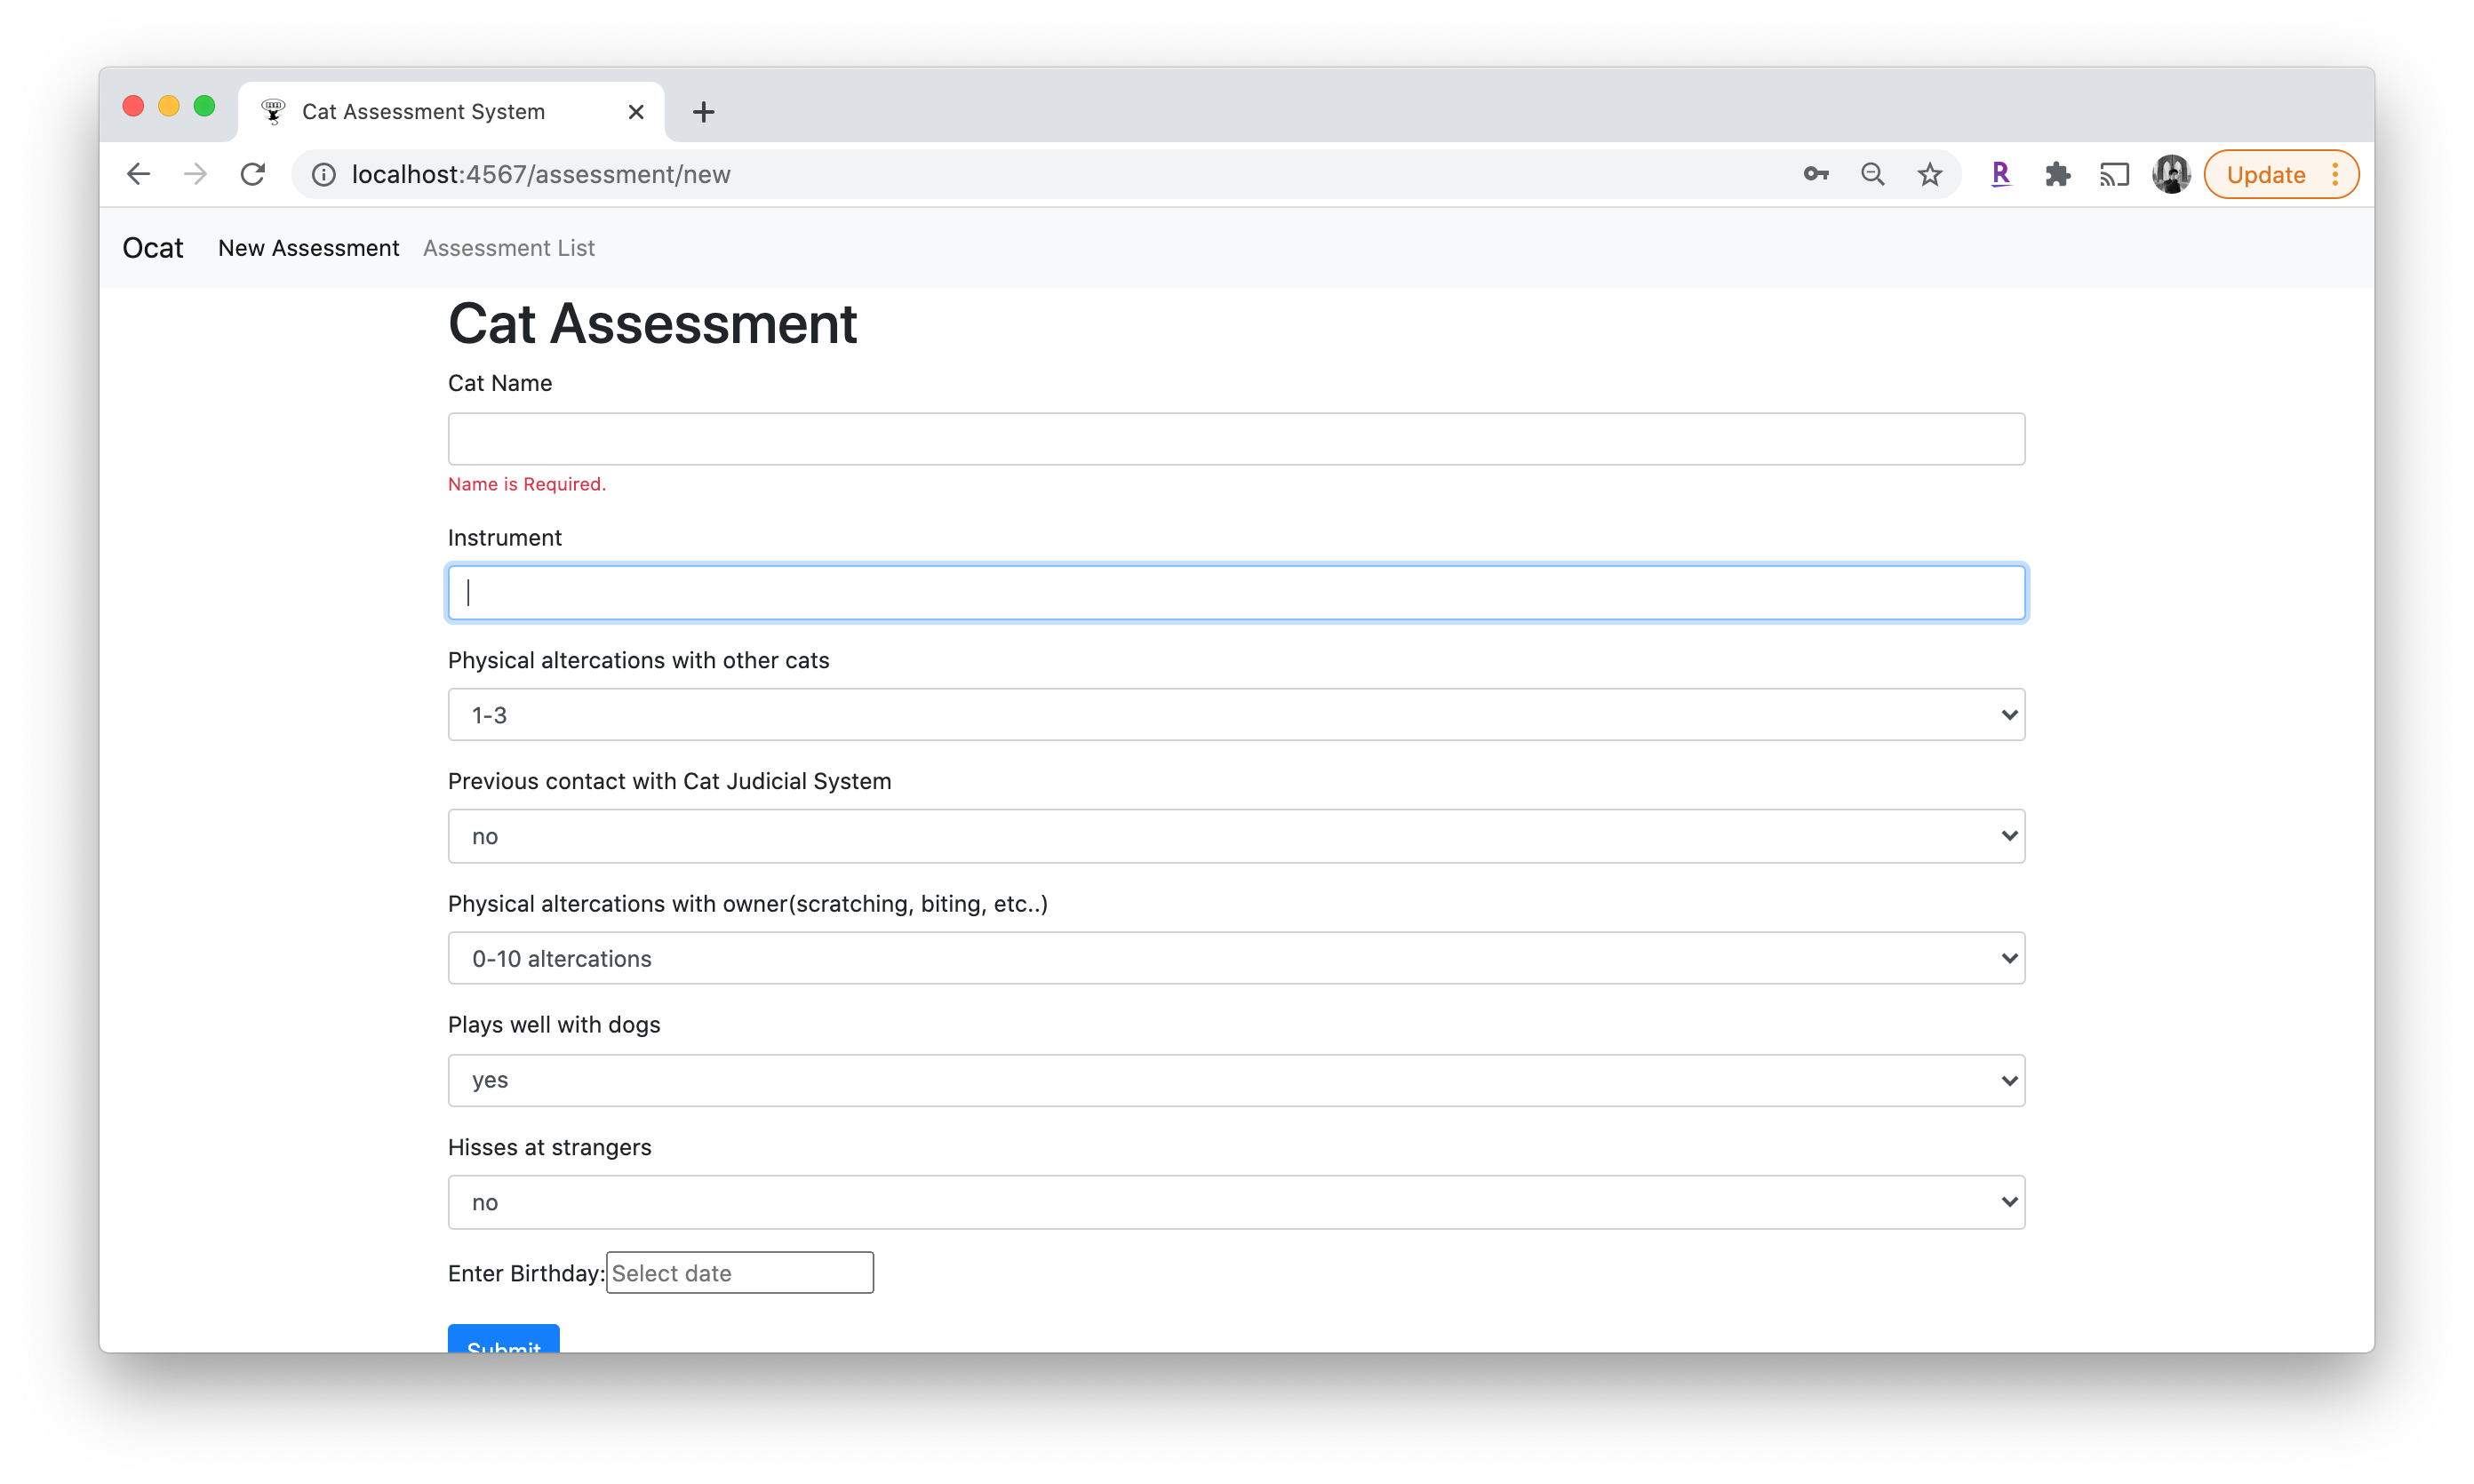 Cat Assessment System
localhost:4567/assessment/new
R
Update
Ocat New Assessment Assessment List
Cat Assessment
Cat Name
Name is Required.
Instrument
Physical altercations with other cats
1-3
Previous contact with Cat Judicial System
no
Physical altercations with owner(scratching, biting, etc..)
0-10 altercations
Plays well with dogs
yes
Hisses at strangers
no
Enter Birthday: Select date
Submit